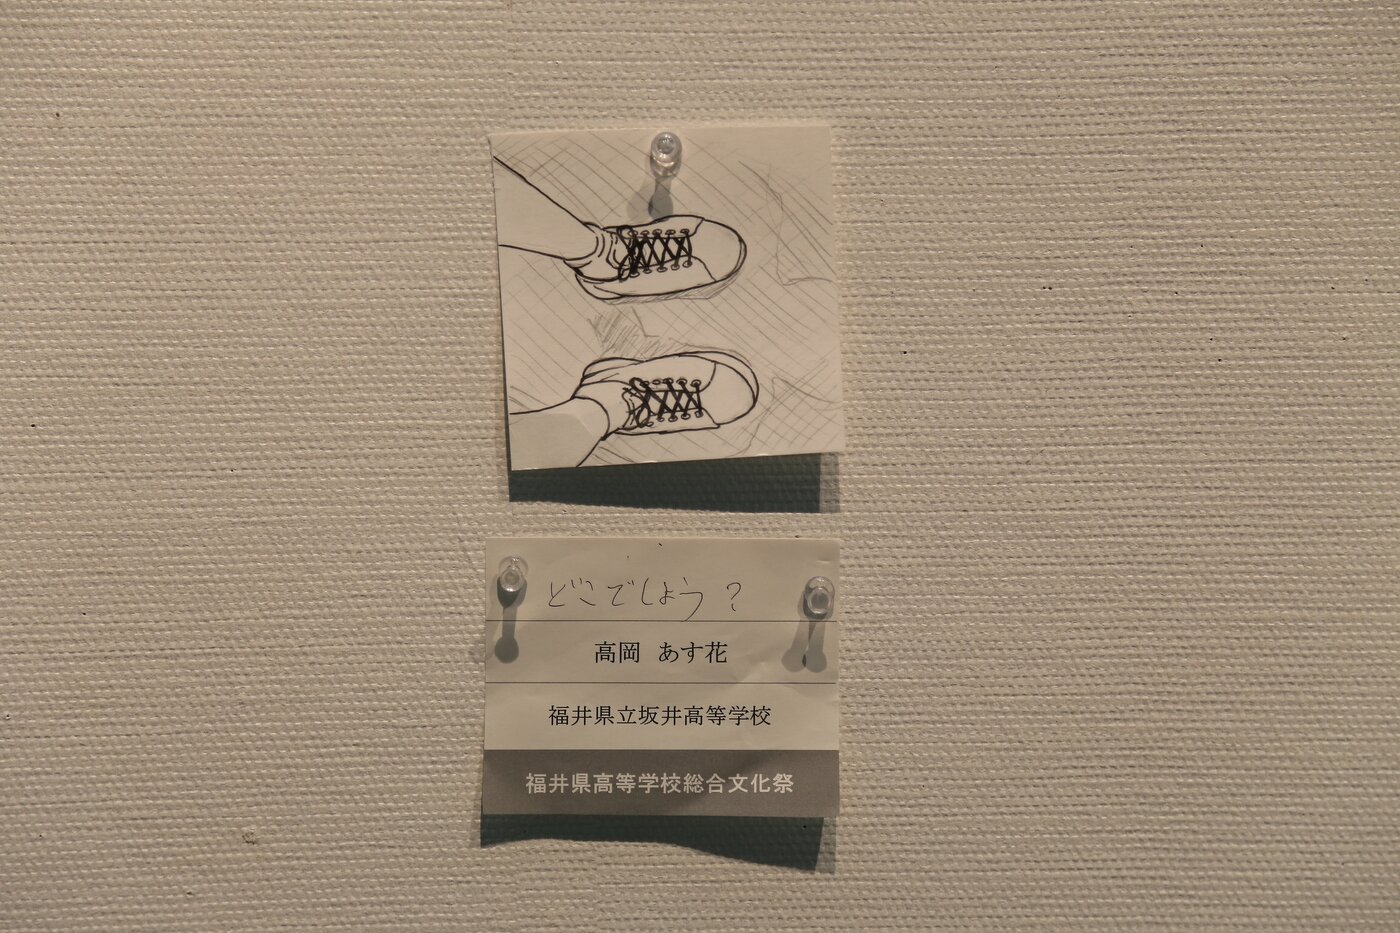 どこでしょう?
高岡 あす花
福井県立坂井高等学校
福井県高等学校総合文化祭